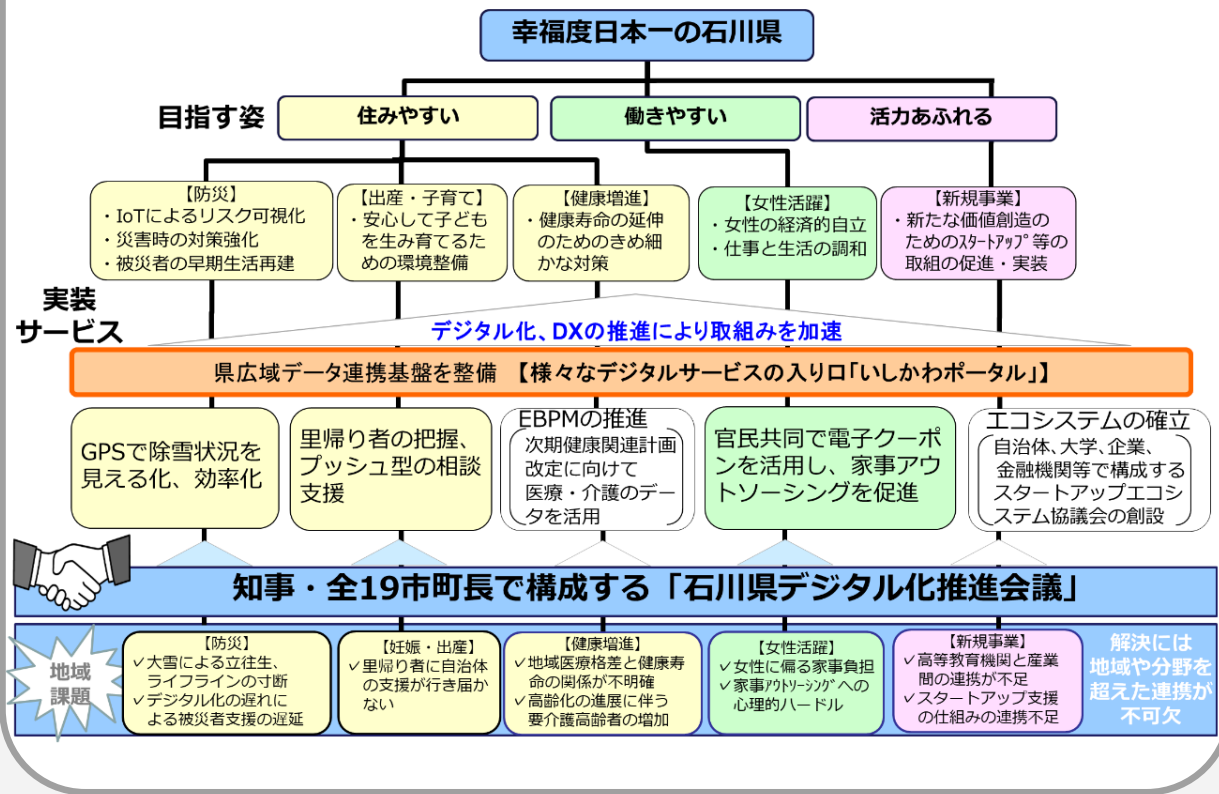 幸福度日本一の石川県
目指す姿
住みやすい
働きやすい
活力あふれる
【防災】
・IoTによるリスク可視化
・災害時の対策強化
・被災者の早期生活再建
【出産・子育て】
・安心して子ども
を生み育てるた
めの環境整備
【健康増進】
・健康寿命の延伸
のためのきめ細
かな対策
【女性活躍】
・女性の経済的自立
・仕事と生活の調和
【新規事業】
・新たな価値創造の
ためのｽﾀｰﾄｱｯﾌﾟ等の
取組の促進・実装
実装
サービス
デジタル化、DXの推進により取組みを加速
県広域データ連携基盤を整備 【様々なデジタルサービスの入り口「いしかわポータル」】
GPSで除雪状況を
見える化、効率化
里帰り者の把握、
プッシュ型の相談
支援
EBPMの推進
次期健康関連計画
改定に向けて
医療・介護のデー
タを活用
官民共同で電子クーポ
ンを活用し、家事アウ
トソーシングを促進
エコシステムの確立
自治体、大学、企業、
金融機関等で構成する
スタートアップエコシ
ステム協議会の創設
知事・全19市町長で構成する「石川県デジタル化推進会議」
地域
課題
【防災】
✓大雪による立往生、
ライフラインの寸断
✓デジタル化の遅れに
よる被災者支援の遅延
【妊娠・出産】
✓里帰り者に自治体
の支援が行き届か
ない
【健康増進】
✓地域医療格差と健康寿
命の関係が不明確
✓高齢化の進展に伴う
要介護高齢者の増加
【女性活躍】
✓女性に偏る家事負担
✓家事ｱｳﾄｿｰｼﾝｸﾞへの
心理的ハードル
【新規事業】
✓高等教育機関と産業
間の連携が不足
✓スタートアップ支援
の仕組みの連携不足
解決には
地域や分野を
超えた連携が
不可欠